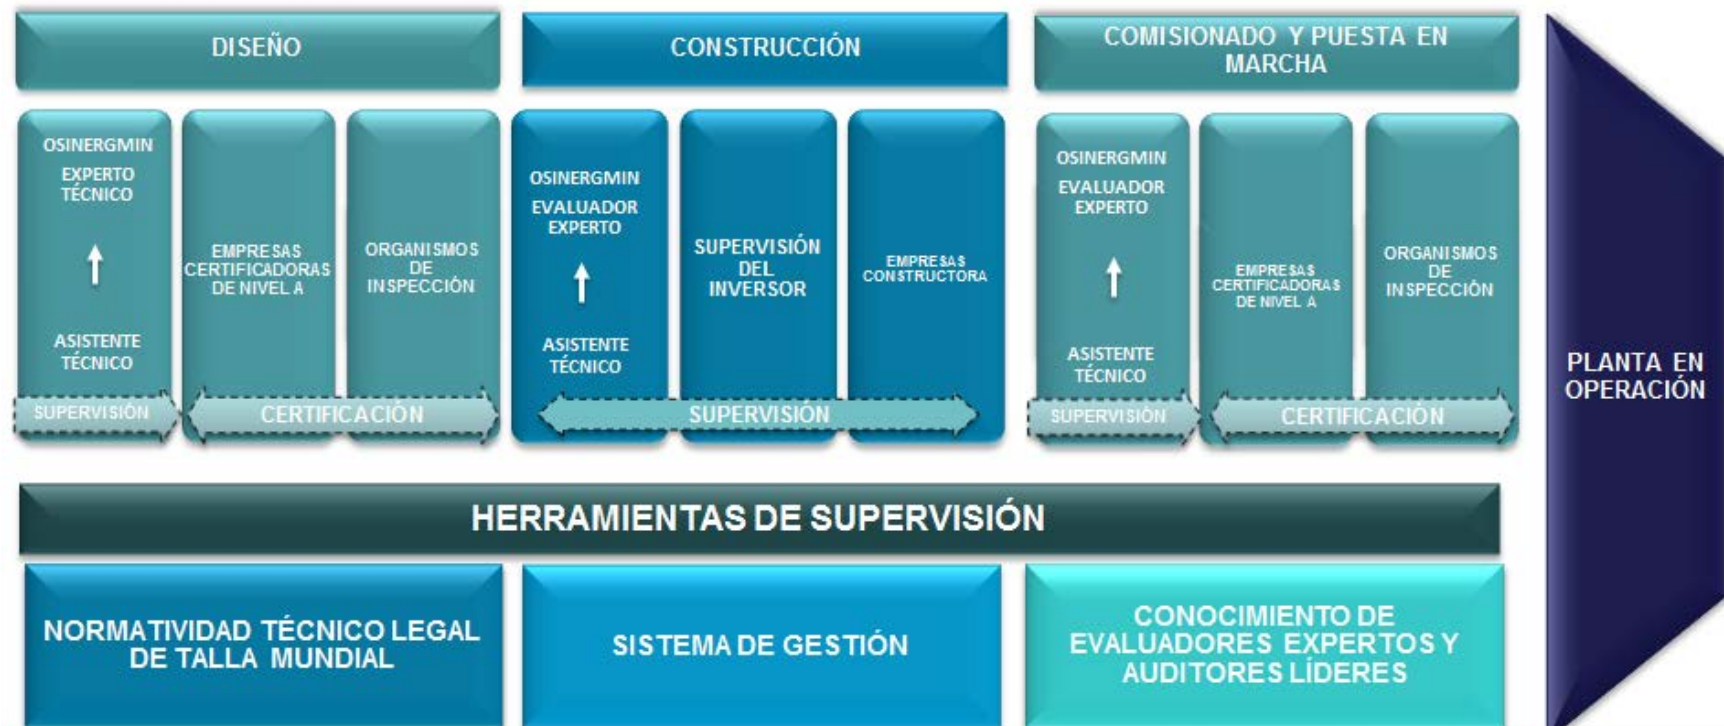 DISEÑO
CONSTRUCCIÓN
COMISIONADO Y PUESTA EN
MARCHA
OSINERGMIN
EXPERTO
TÉCNICO
ASISTENTE
TÉCNICO
SUPERVISIÓN
EMPRESAS
CERTIFICADORAS
DE NIVEL A
ORGANISMOS
DE
INSPECCIÓN
CERTIFICACIÓN
OSINERGMIN
EVALUADOR
EXPERTO
ASISTENTE
TÉCNICO
SUPERVISIÓN
DEL
INVERSOR
EMPRESAS
CONSTRUCTORA
SUPERVISIÓN
OSINERGMIN
EVALUADOR
EXPERTO
ASISTENTE
TÉCNICO
SUPERVISIÓN
EMPRESAS
CERTIFICADORAS
DE NIVEL A
ORGANISMOS
DE
INSPECCIÓN
CERTIFICACIÓN
PLANTA EN
OPERACIÓN
HERRAMIENTAS DE SUPERVISIÓN
NORMATIVIDAD TÉCNICO LEGAL
DE TALLA MUNDIAL
SISTEMA DE GESTIÓN
CONOCIMIENTO DE
EVALUADORES EXPERTOS Y
AUDITORES LÍDERES